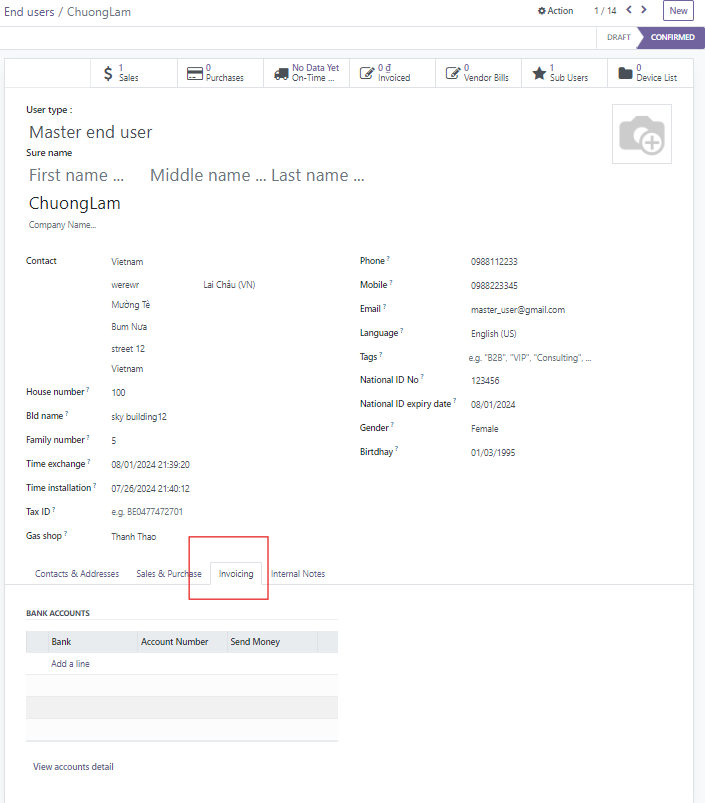 End users / ChuongLam
Action 1 / 14 New
DRAFT CONFIRMED
1 Sales
0 Purchases
No Data Yet On-Time ...
0 ₫ Invoiced
0 Vendor Bills
1 Sub Users
0 Device List
User type :
Master end user
Sure name
First name ... Middle name ... Last name ...
ChuongLam
Company Name...
Contact Vietnam
werewr Lai Châu (VN)
Mường Tè
Bum Nưa
street 12
Vietnam
House number ? 100
Bld name ? sky building12
Family number ? 5
Time exchange ? 08/01/2024 21:39:20
Time installation ? 07/26/2024 21:40:12
Tax ID ? e.g. BE0477472701
Gas shop ? Thanh Thao
Phone ? 0988112233
Mobile ? 0988223345
Email ? master_user@gmail.com
Language ? English (US)
Tags ? e.g. "B2B", "VIP", "Consulting", ...
National ID No ? 123456
National ID expiry date ? 08/01/2024
Gender ? Female
Birtdhay ? 01/03/1995
Contacts & Addresses Sales & Purchase Invoicing Internal Notes
BANK ACCOUNTS
Bank Account Number Send Money
Add a line
View accounts detail